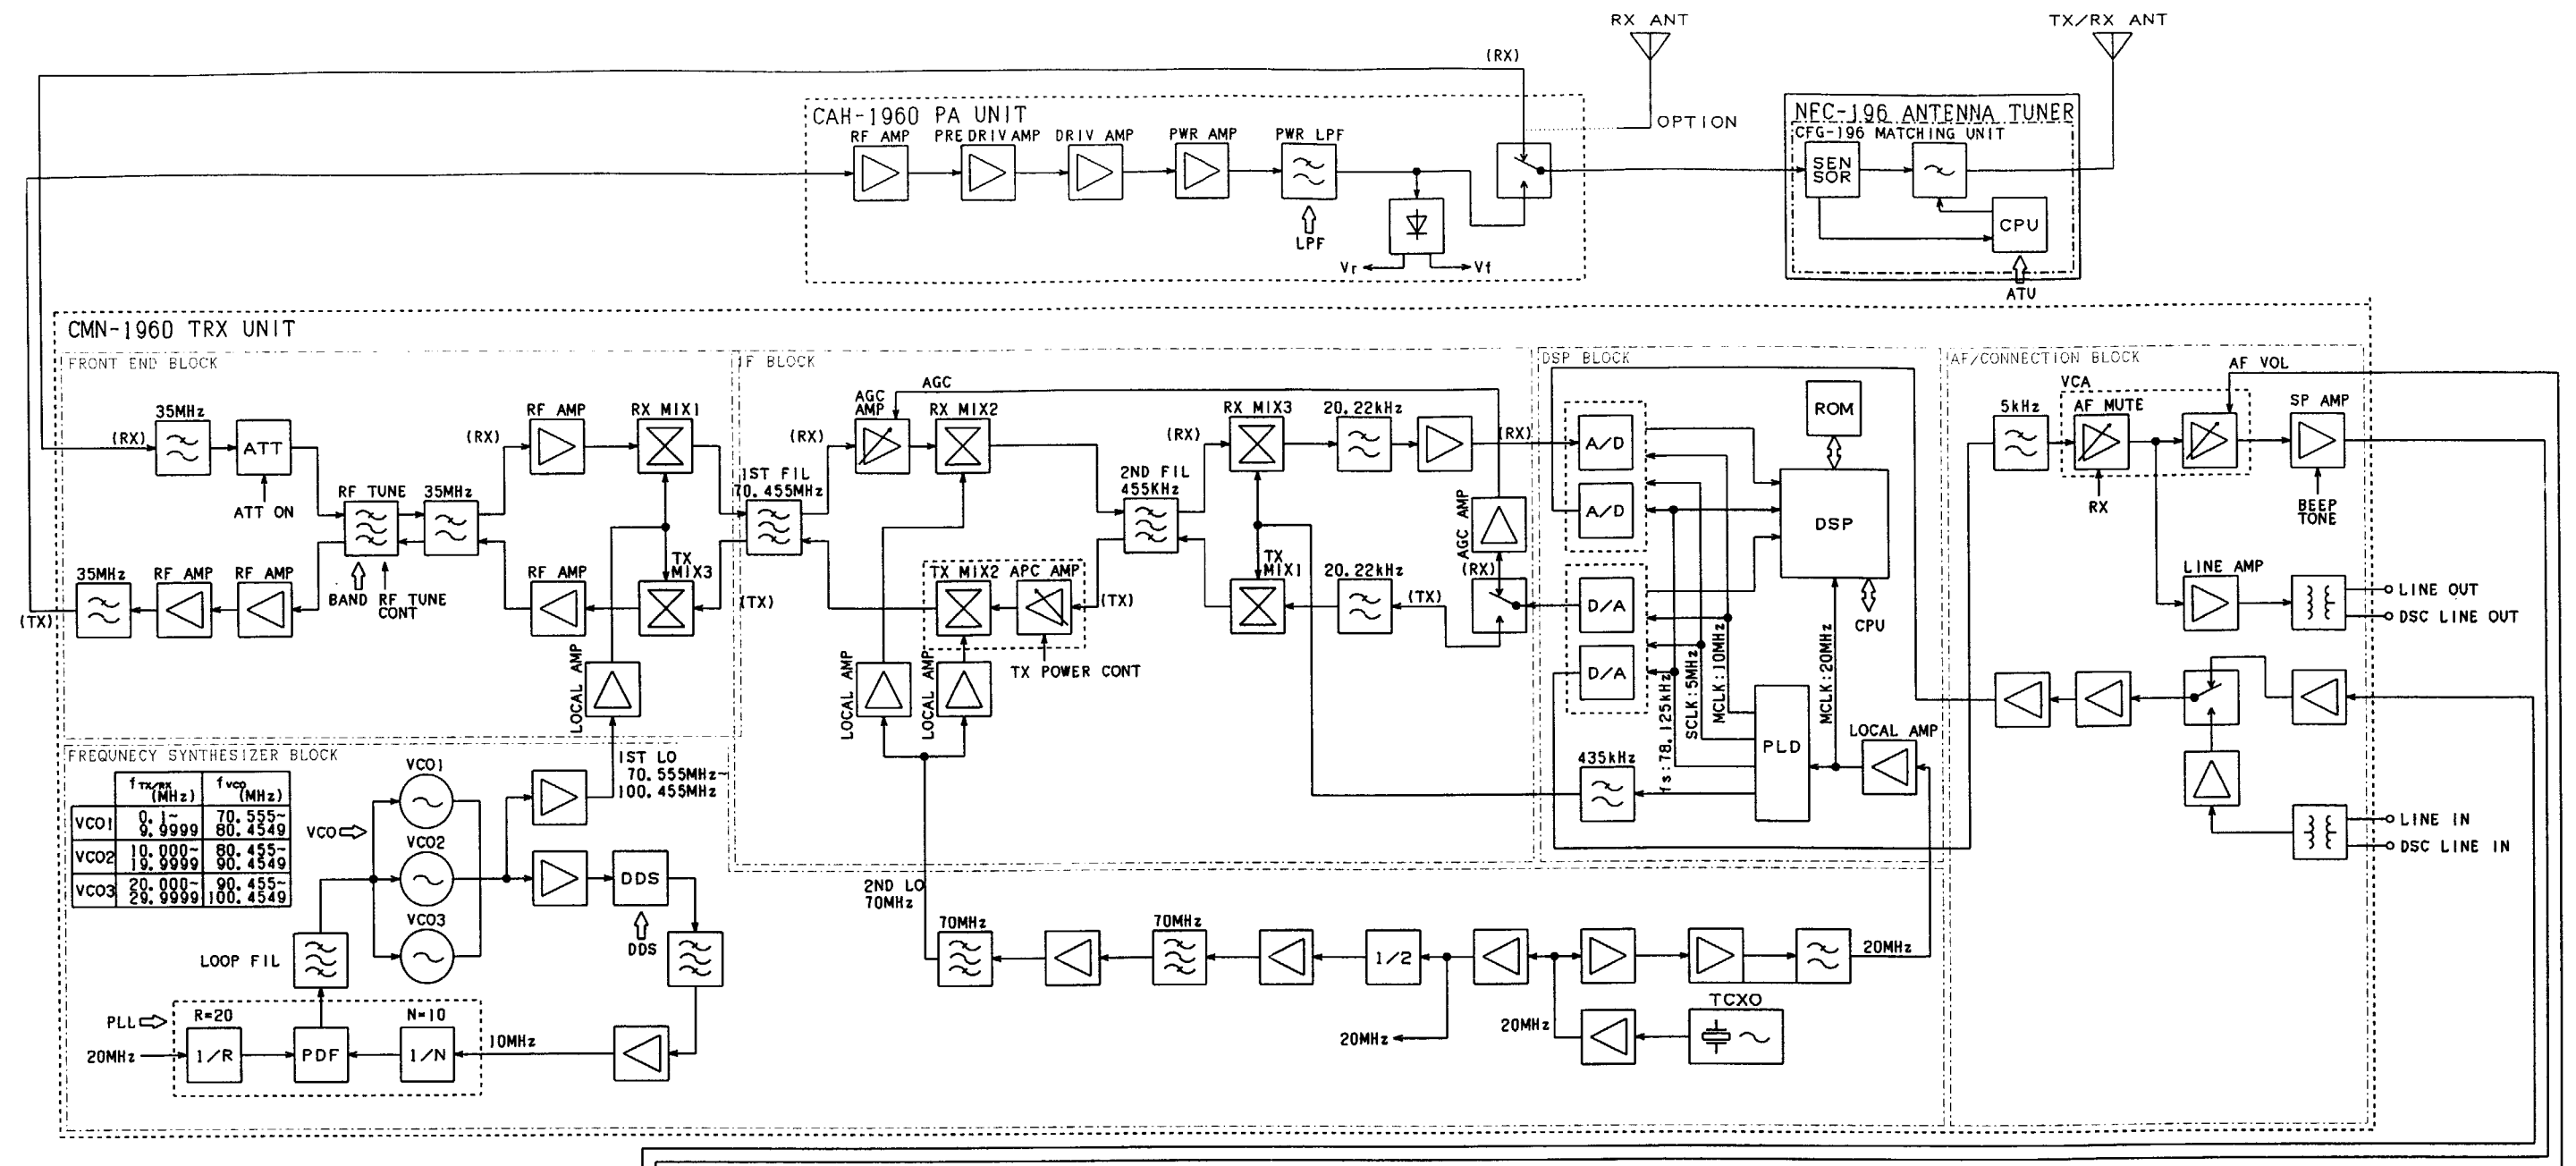 RX ANT
TX/RX ANT
(RX)
CAH-1960 PA UNIT
RF AMP
PREDRIV AMP
DRIV AMP
PWR AMP
PWR LPF
OPTION
LPF
Vr
Vf
NFC-196 ANTENNA TUNER
CFG-196 MATCHING UNIT
SEN
SOR
CPU
ATU
CMN-1960 TRX UNIT
FRONT END BLOCK
35MHz
(RX)
ATT
ATT ON
RF TUNE
35MHz
(RX)
RF AMP
RX MIX1
35MHz
RF AMP
RF AMP
BAND
RF TUNE
CONT
RF AMP
TX
MIX3
(TX)
(TX)
LOCAL AMP
IF BLOCK
1ST FIL
70.455MHz
(RX)
AGC
AMP
AGC
RX MIX2
2ND FIL
455KHz
(RX)
RX MIX3
20.22kHz
(RX)
AGC AMP
(RX)
TX MIX2
APC AMP
(TX)
TX POWER CONT
TX
MIX1
20.22kHz
(TX)
LOCAL AMP
LOCAL AMP
DSP BLOCK
A/D
A/D
D/A
D/A
ROM
DSP
CPU
fs:78.125kHz
SCLK:5MHz
MCLK:10MHz
MCLK:20MHz
PLD
LOCAL AMP
435kHz
AF/CONNECTION BLOCK
5kHz
VCA
AF MUTE
RX
AF VOL
SP AMP
BEEP
TONE
LINE AMP
LINE OUT
DSC LINE OUT
LINE IN
DSC LINE IN
FREQUNECY SYNTHESIZER BLOCK
f TX/RX (MHz)
f VCO (MHz)
VCO1
0.1~
9.9999
70.555~
80.4549
VCO2
10.000~
19.9999
80.455~
90.4549
VCO3
20.000~
29.9999
90.455~
100.4549
VCO
VCO1
VCO2
VCO3
1ST LO
70.555MHz~
100.455MHz
DDS
DDS
LOOP FIL
PLL
R=20
N=10
20MHz
1/R
PDF
1/N
10MHz
2ND LO
70MHz
70MHz
70MHz
1/2
20MHz
20MHz
20MHz
TCXO